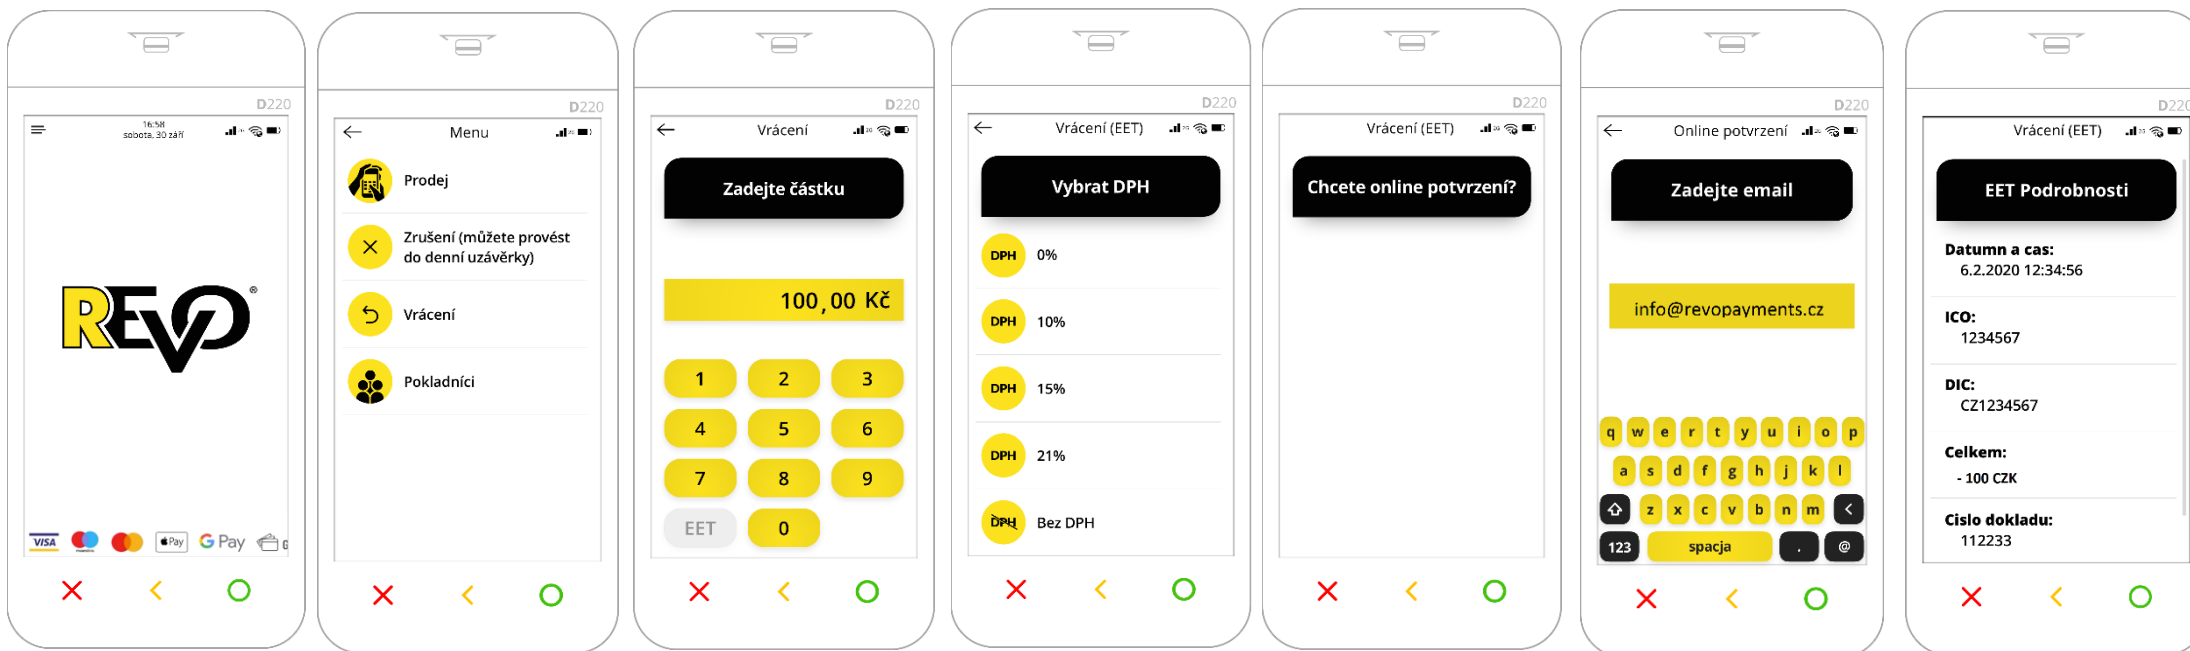 D220
16:58
sobota, 30 září
REVO®
VISA
maestro
Pay
G Pay
D220
Menu
Prodej
Zrušení (můžete provést
do denní uzávěrky)
Vrácení
Pokladníci
D220
Vrácení
Zadejte částku
100,00 Kč
1 2 3
4 5 6
7 8 9
EET 0
D220
Vrácení (EET)
Vybrat DPH
DPH 0%
DPH 10%
DPH 15%
DPH 21%
DPH Bez DPH
D220
Vrácení (EET)
Chcete online potvrzení?
D220
Online potvrzení
Zadejte email
info@revopayments.cz
q w e r t y u i o p
a s d f g h j k l
z x c v b n m
123 spacja . @
D220
Vrácení (EET)
EET Podrobnosti
Datumn a cas:
6.2.2020 12:34:56
ICO:
1234567
DIC:
CZ1234567
Celkem:
- 100 CZK
Cislo dokladu:
112233